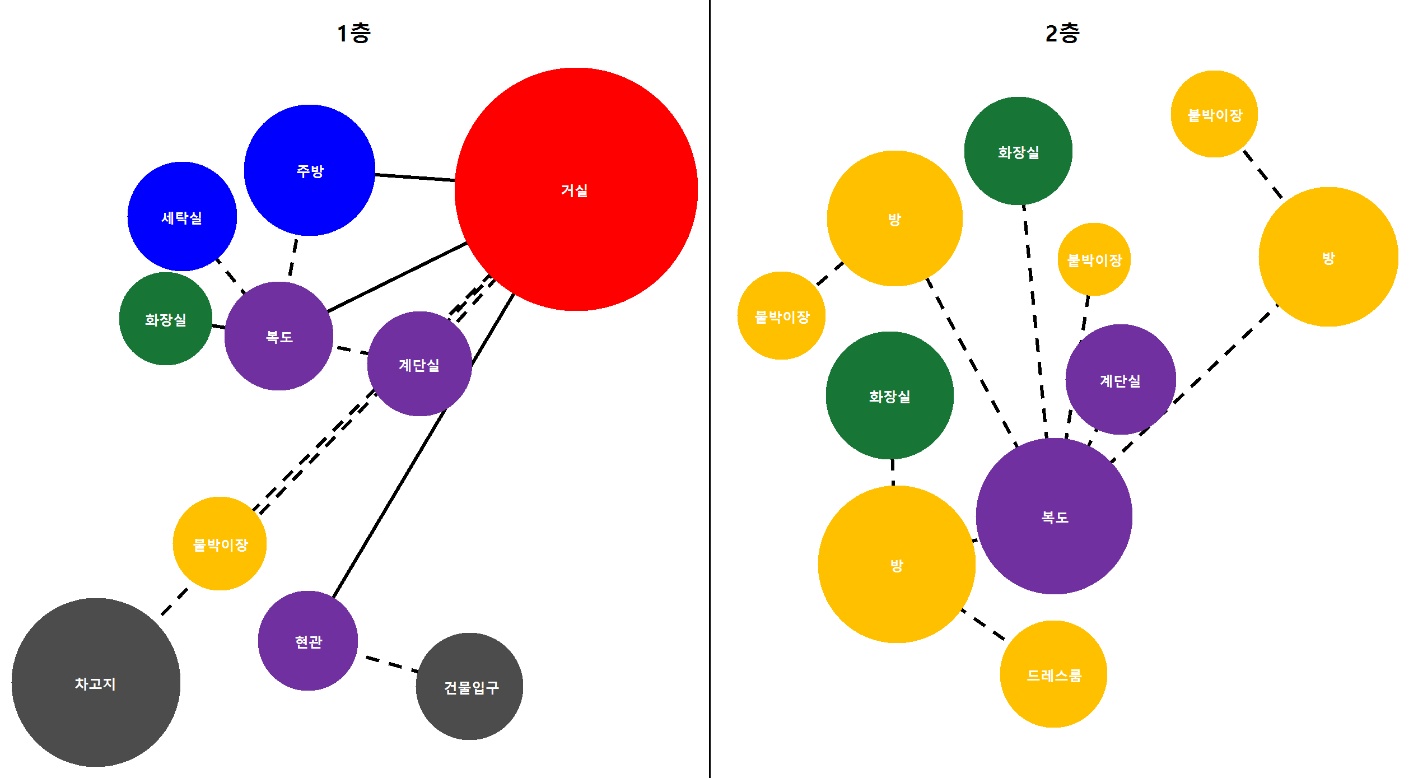 1층
주방
거실
세탁실
화장실
복도
계단실
붙박이장
현관
차고지
건물입구
2층
붙박이장
화장실
방
붙박이장
방
붙박이장
계단실
화장실
복도
방
드레스룸